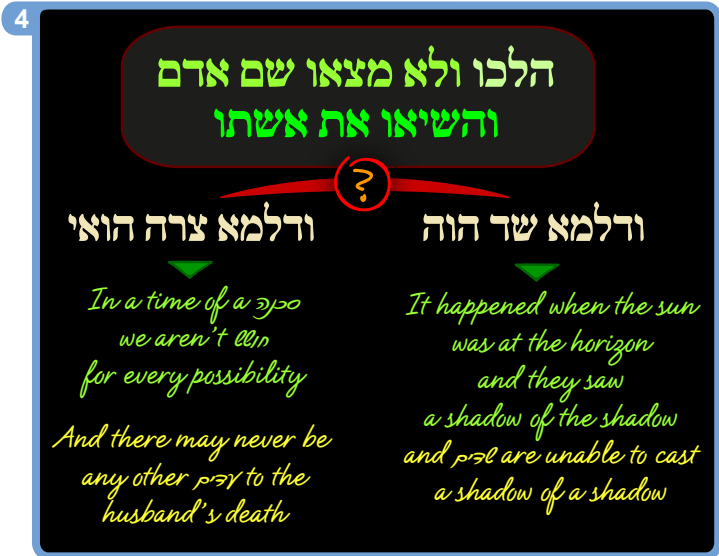 4
הלכו ולא מצאו שם אדם
והשיאו את אשתו
?
ודלמא צרה הואי
In a time of a סכנה
we aren't חושש
for every possibility
And there may never be
any other עדים to the
husband's death
ודלמא שד הוה
It happened when the sun
was at the horizon
and they saw
a shadow of the shadow
and שדים are unable to cast
a shadow of a shadow